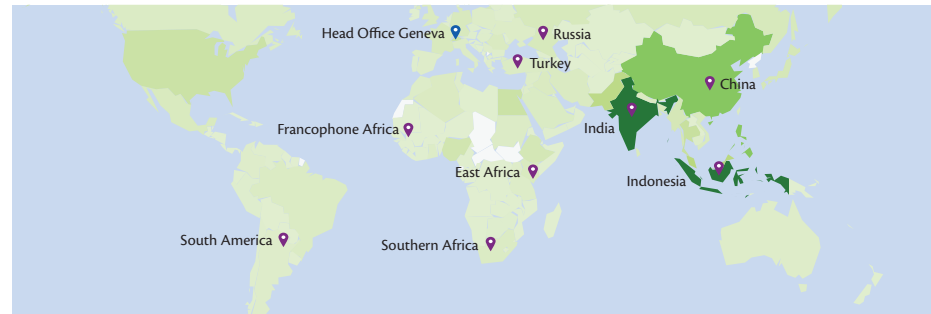 Head Office Geneva
Russia
Turkey
China
Francophone Africa
India
East Africa
Indonesia
South America
Southern Africa